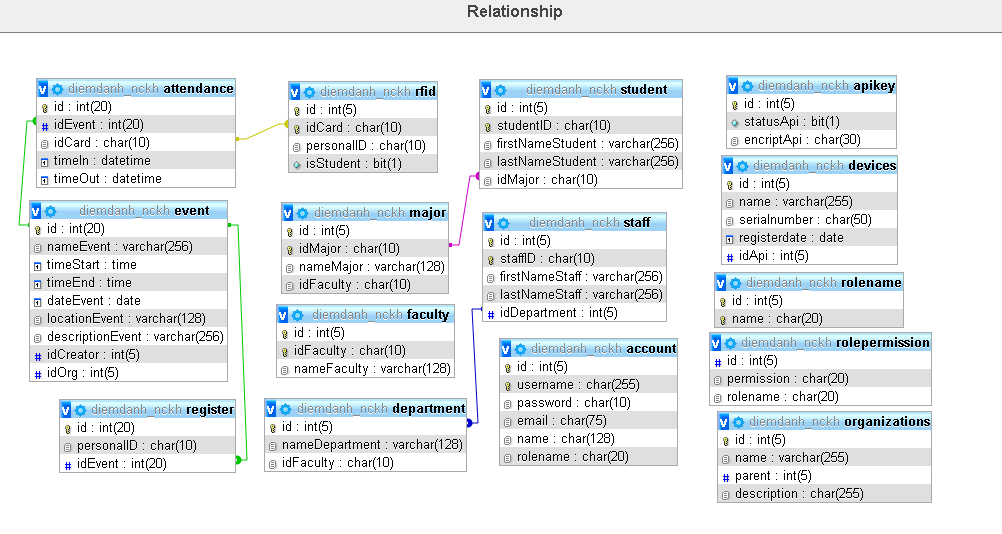 Relationship
diemdanh_nckh attendance
id : int(20)
idEvent : int(20)
idCard : char(10)
timeIn : datetime
timeOut : datetime
diemdanh_nckh event
id : int(20)
nameEvent : varchar(256)
timeStart : time
timeEnd : time
dateEvent : date
locationEvent : varchar(128)
descriptionEvent : varchar(256)
idCreator : int(5)
idOrg : int(5)
diemdanh_nckh register
id : int(20)
personalID : char(10)
idEvent : int(20)
diemdanh_nckh rfid
id : int(5)
idCard : char(10)
personalID : char(10)
isStudent : bit(1)
diemdanh_nckh major
id : int(5)
idMajor : char(10)
nameMajor : varchar(128)
idFaculty : char(10)
diemdanh_nckh faculty
id : int(5)
idFaculty : char(10)
nameFaculty : varchar(128)
diemdanh_nckh department
id : int(5)
nameDepartment : varchar(128)
idFaculty : char(10)
diemdanh_nckh student
id : int(5)
studentID : char(10)
firstNameStudent : varchar(256)
lastNameStudent : varchar(256)
idMajor : char(10)
diemdanh_nckh staff
id : int(5)
staffID : char(10)
firstNameStaff : varchar(256)
lastNameStaff : varchar(256)
idDepartment : int(5)
diemdanh_nckh account
id : int(5)
username : char(255)
password : char(10)
email : char(75)
name : char(128)
rolename : char(20)
diemdanh_nckh apikey
id : int(5)
statusApi : bit(1)
encriptApi : char(30)
diemdanh_nckh devices
id : int(5)
name : varchar(255)
serialnumber : char(50)
registerdate : date
idApi : int(5)
diemdanh_nckh rolename
id : int(5)
name : char(20)
diemdanh_nckh rolepermission
id : int(5)
permission : char(20)
rolename : char(20)
diemdanh_nckh organizations
id : int(5)
name : varchar(255)
parent : int(5)
description : char(255)